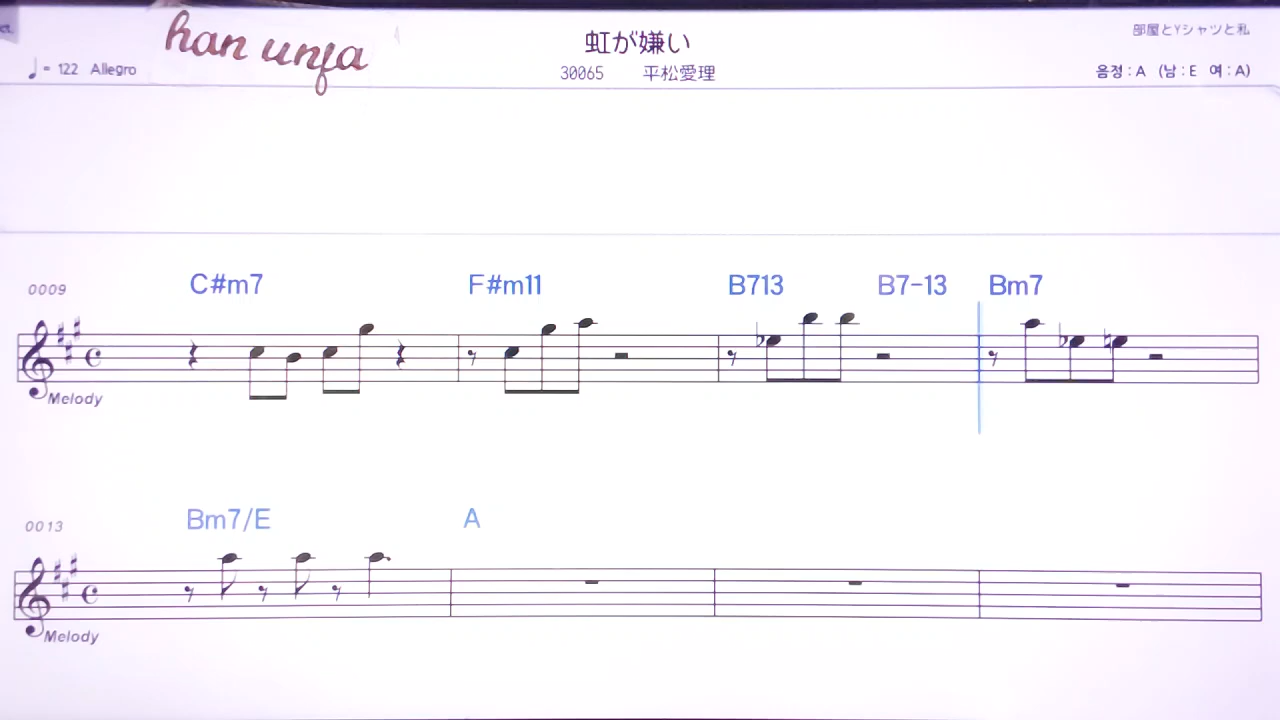 han unja
虹が嫌い
部屋とYシャツと私
♩= 122 Allegro
30065 平松愛理
음정 : A (남 : E 여 : A)
0009 C#m7 F#m11 B713 B7-13 Bm7
Melody
0013 Bm7/E A
Melody